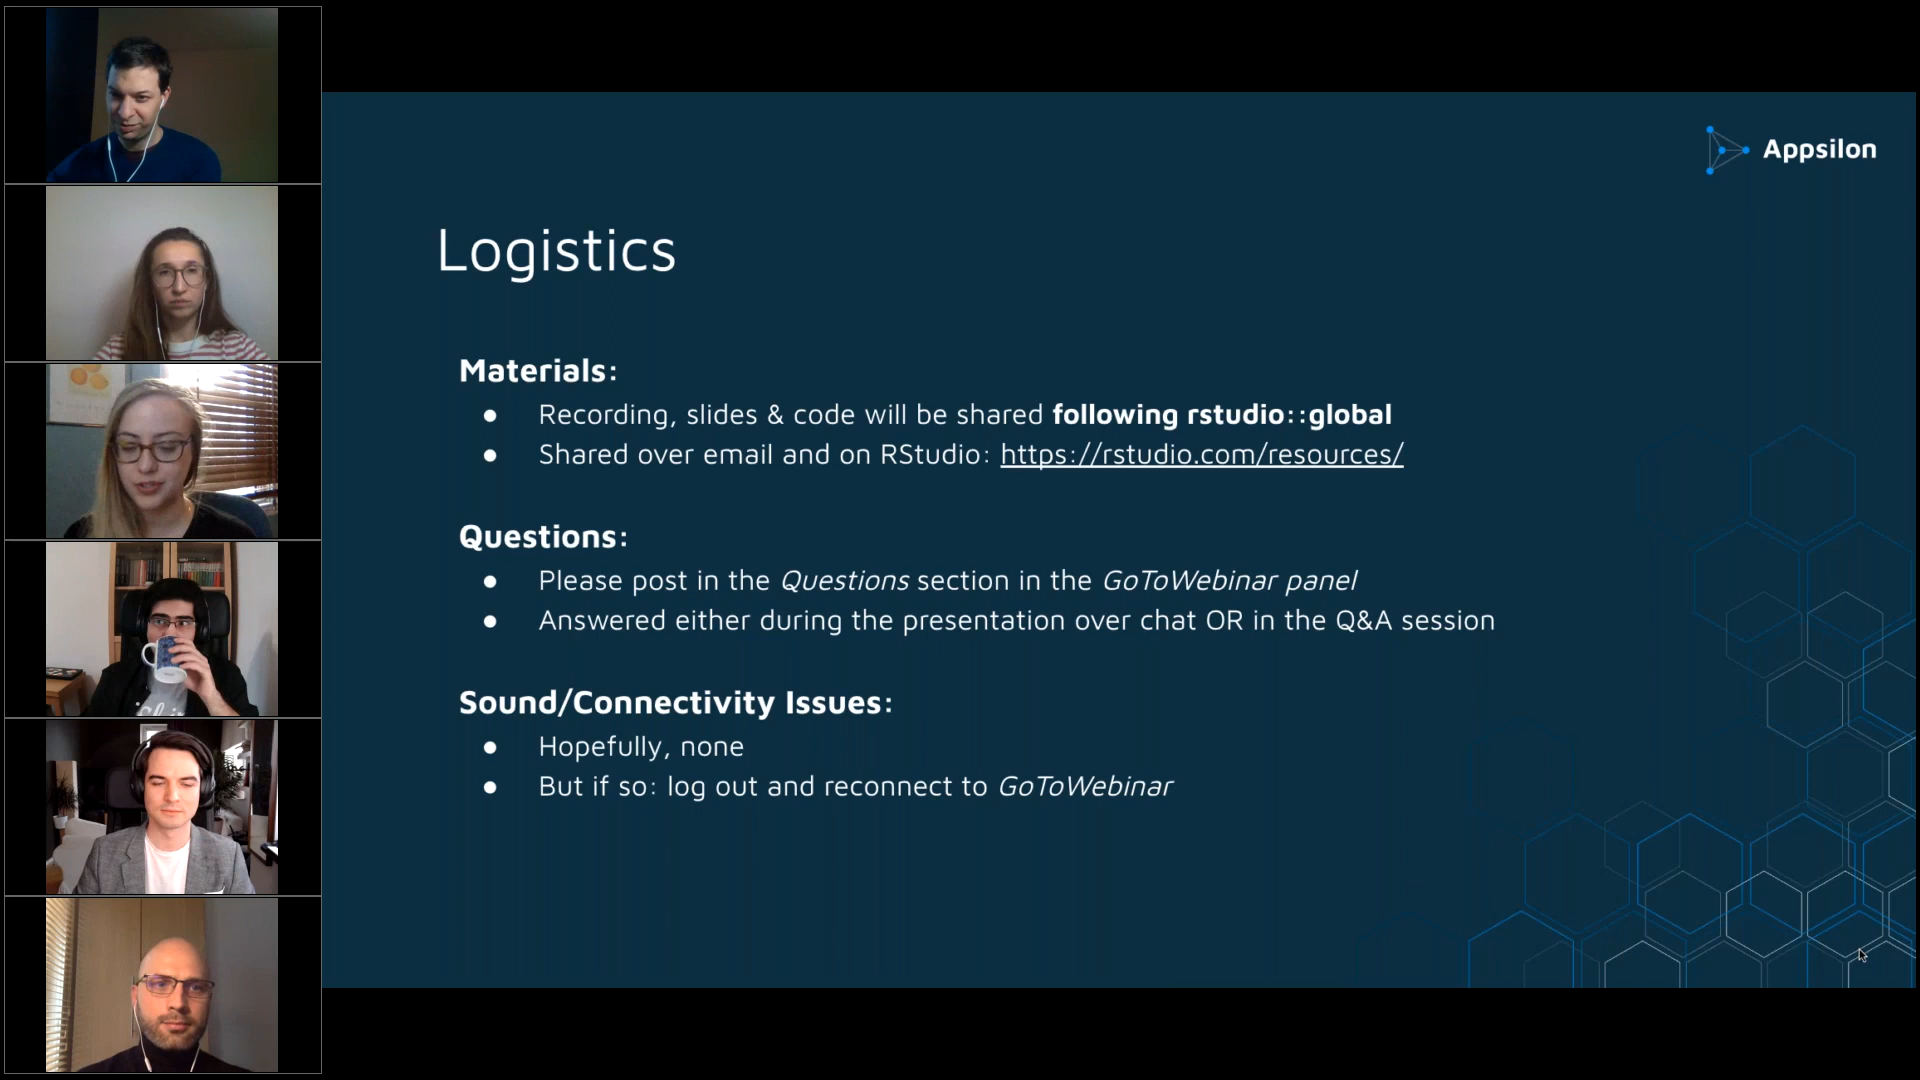 Appsilon
Logistics
Materials:
● Recording, slides & code will be shared following rstudio::global
● Shared over email and on RStudio: https://rstudio.com/resources/
Questions:
● Please post in the Questions section in the GoToWebinar panel
● Answered either during the presentation over chat OR in the Q&A session
Sound/Connectivity Issues:
● Hopefully, none
● But if so: log out and reconnect to GoToWebinar